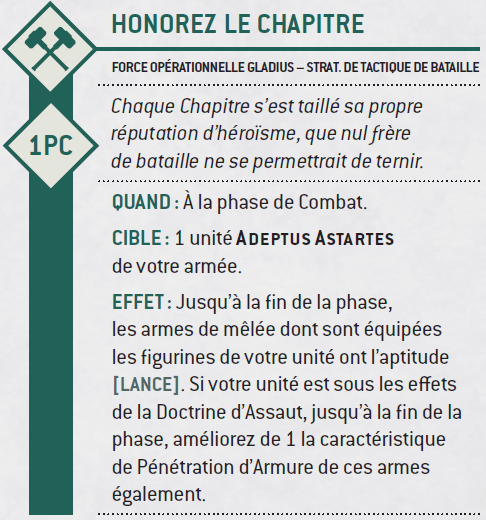 HONOREZ LE CHAPITRE
FORCE OPÉRATIONNELLE GLADIUS – STRAT. DE TACTIQUE DE BATAILLE
Chaque Chapitre s'est taillé sa propre
réputation d'héroïsme, que nul frère
de bataille ne se permettrait de ternir.
1PC
QUAND : À la phase de Combat.
CIBLE : 1 unité ADEPTUS ASTARTES
de votre armée.
EFFET : Jusqu'à la fin de la phase,
les armes de mêlée dont sont équipées
les figurines de votre unité ont l'aptitude
[LANCE]. Si votre unité est sous les effets
de la Doctrine d'Assaut, jusqu'à la fin de la
phase, améliorez de 1 la caractéristique
de Pénétration d'Armure de ces armes
également.